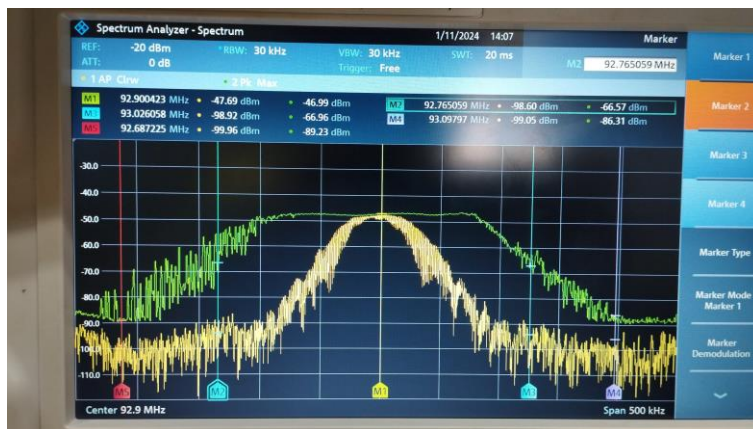 Spectrum Analyzer - Spectrum 1/11/2024 14:07 Marker
REF: -20 dBm *RBW: 30 kHz VBW: 30 kHz SWT: 20 ms
ATT: 0 dB Trigger: Free M2 92.765059 MHz
1 AP Clrw 2 Pk Max
M1 92.900423 MHz -47.69 dBm -46.99 dBm M2 92.765059 MHz -98.60 dBm -66.57 dBm
M3 93.026058 MHz -98.92 dBm -66.96 dBm M4 93.09797 MHz -99.05 dBm -86.31 dBm
M5 92.687225 MHz -99.96 dBm -89.23 dBm
Marker 1
Marker 2
Marker 3
Marker 4
Marker Type
Marker Mode
Marker 1
Marker
Demodulation
-30.0
-40.0
-50.0
-60.0
-70.0
-80.0
-90.0
-100.0
-110.0
M5 M2 M1 M3 M4
Center 92.9 MHz Span 500 kHz